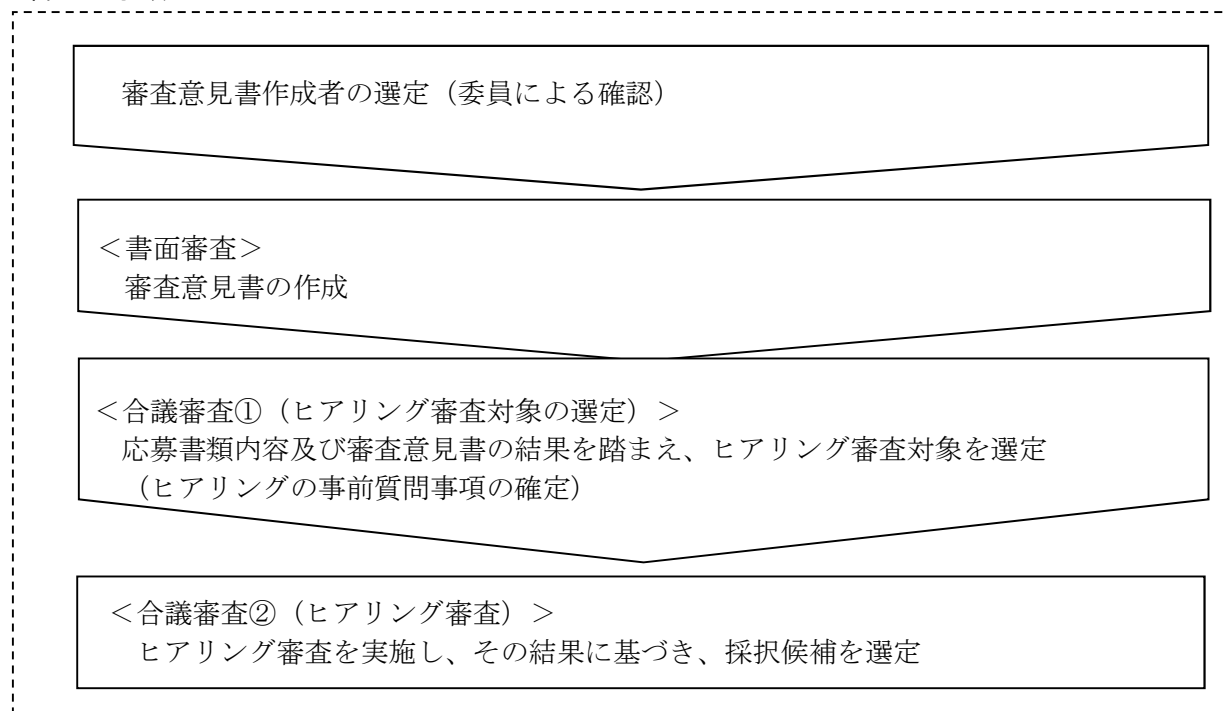 審査意見書作成者の選定（委員による確認）
＜書面審査＞
審査意見書の作成
＜合議審査①（ヒアリング審査対象の選定）＞
応募書類内容及び審査意見書の結果を踏まえ、ヒアリング審査対象を選定
（ヒアリングの事前質問事項の確定）
＜合議審査②（ヒアリング審査）＞
ヒアリング審査を実施し、その結果に基づき、採択候補を選定